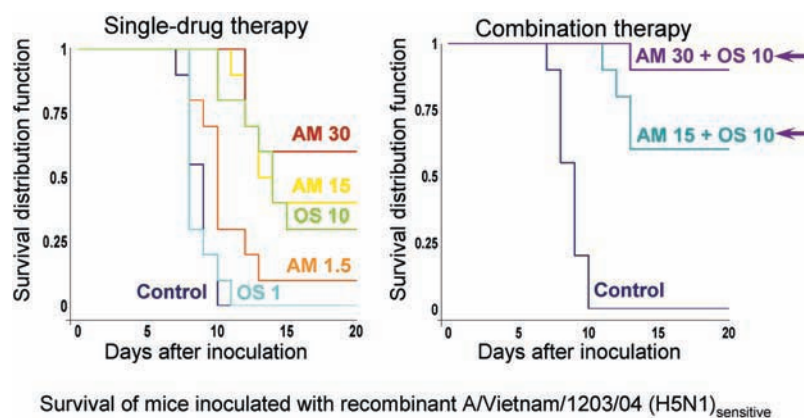 Single-drug therapy
Survival distribution function
1
0.75
0.5
0.25
0
AM 30
AM 15
OS 10
AM 1.5
Control
OS 1
0 5 10 15 20
Days after inoculation
Combination therapy
Survival distribution function
1
0.75
0.5
0.25
0
AM 30 + OS 10
AM 15 + OS 10
Control
0 5 10 15 20
Days after inoculation
Survival of mice inoculated with recombinant A/Vietnam/1203/04 (H5N1)sensitive